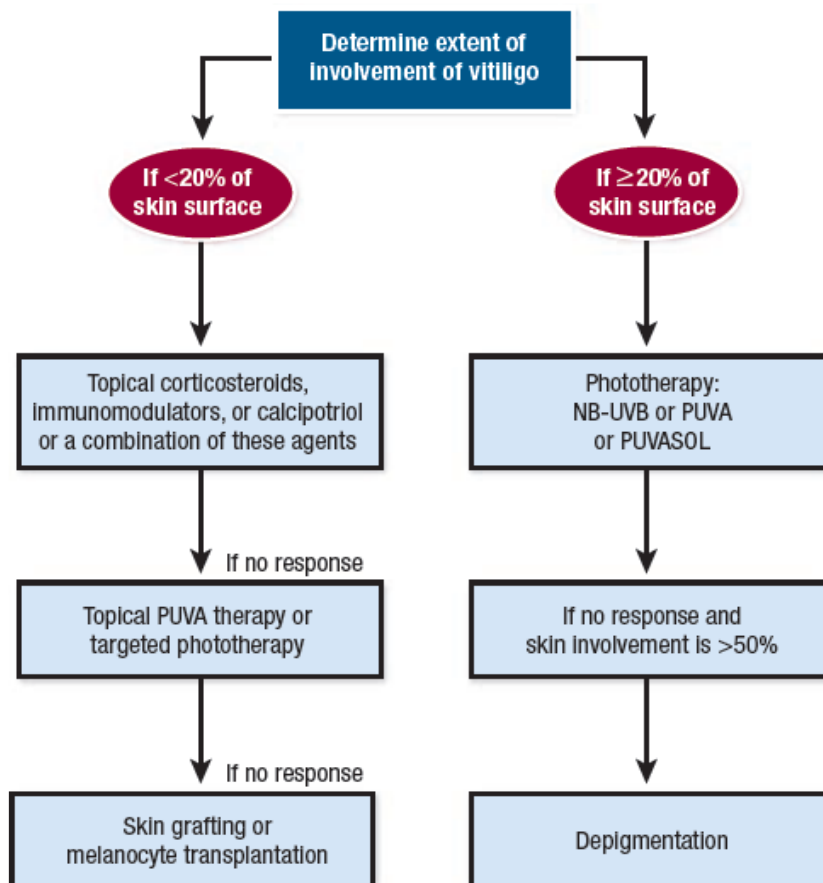 Determine extent of
involvement of vitiligo
If <20% of
skin surface
If ≥20% of
skin surface
Topical corticosteroids,
immunomodulators, or calcipotriol
or a combination of these agents
Phototherapy:
NB-UVB or PUVA
or PUVASOL
If no response
Topical PUVA therapy or
targeted phototherapy
If no response and
skin involvement is >50%
If no response
Skin grafting or
melanocyte transplantation
Depigmentation